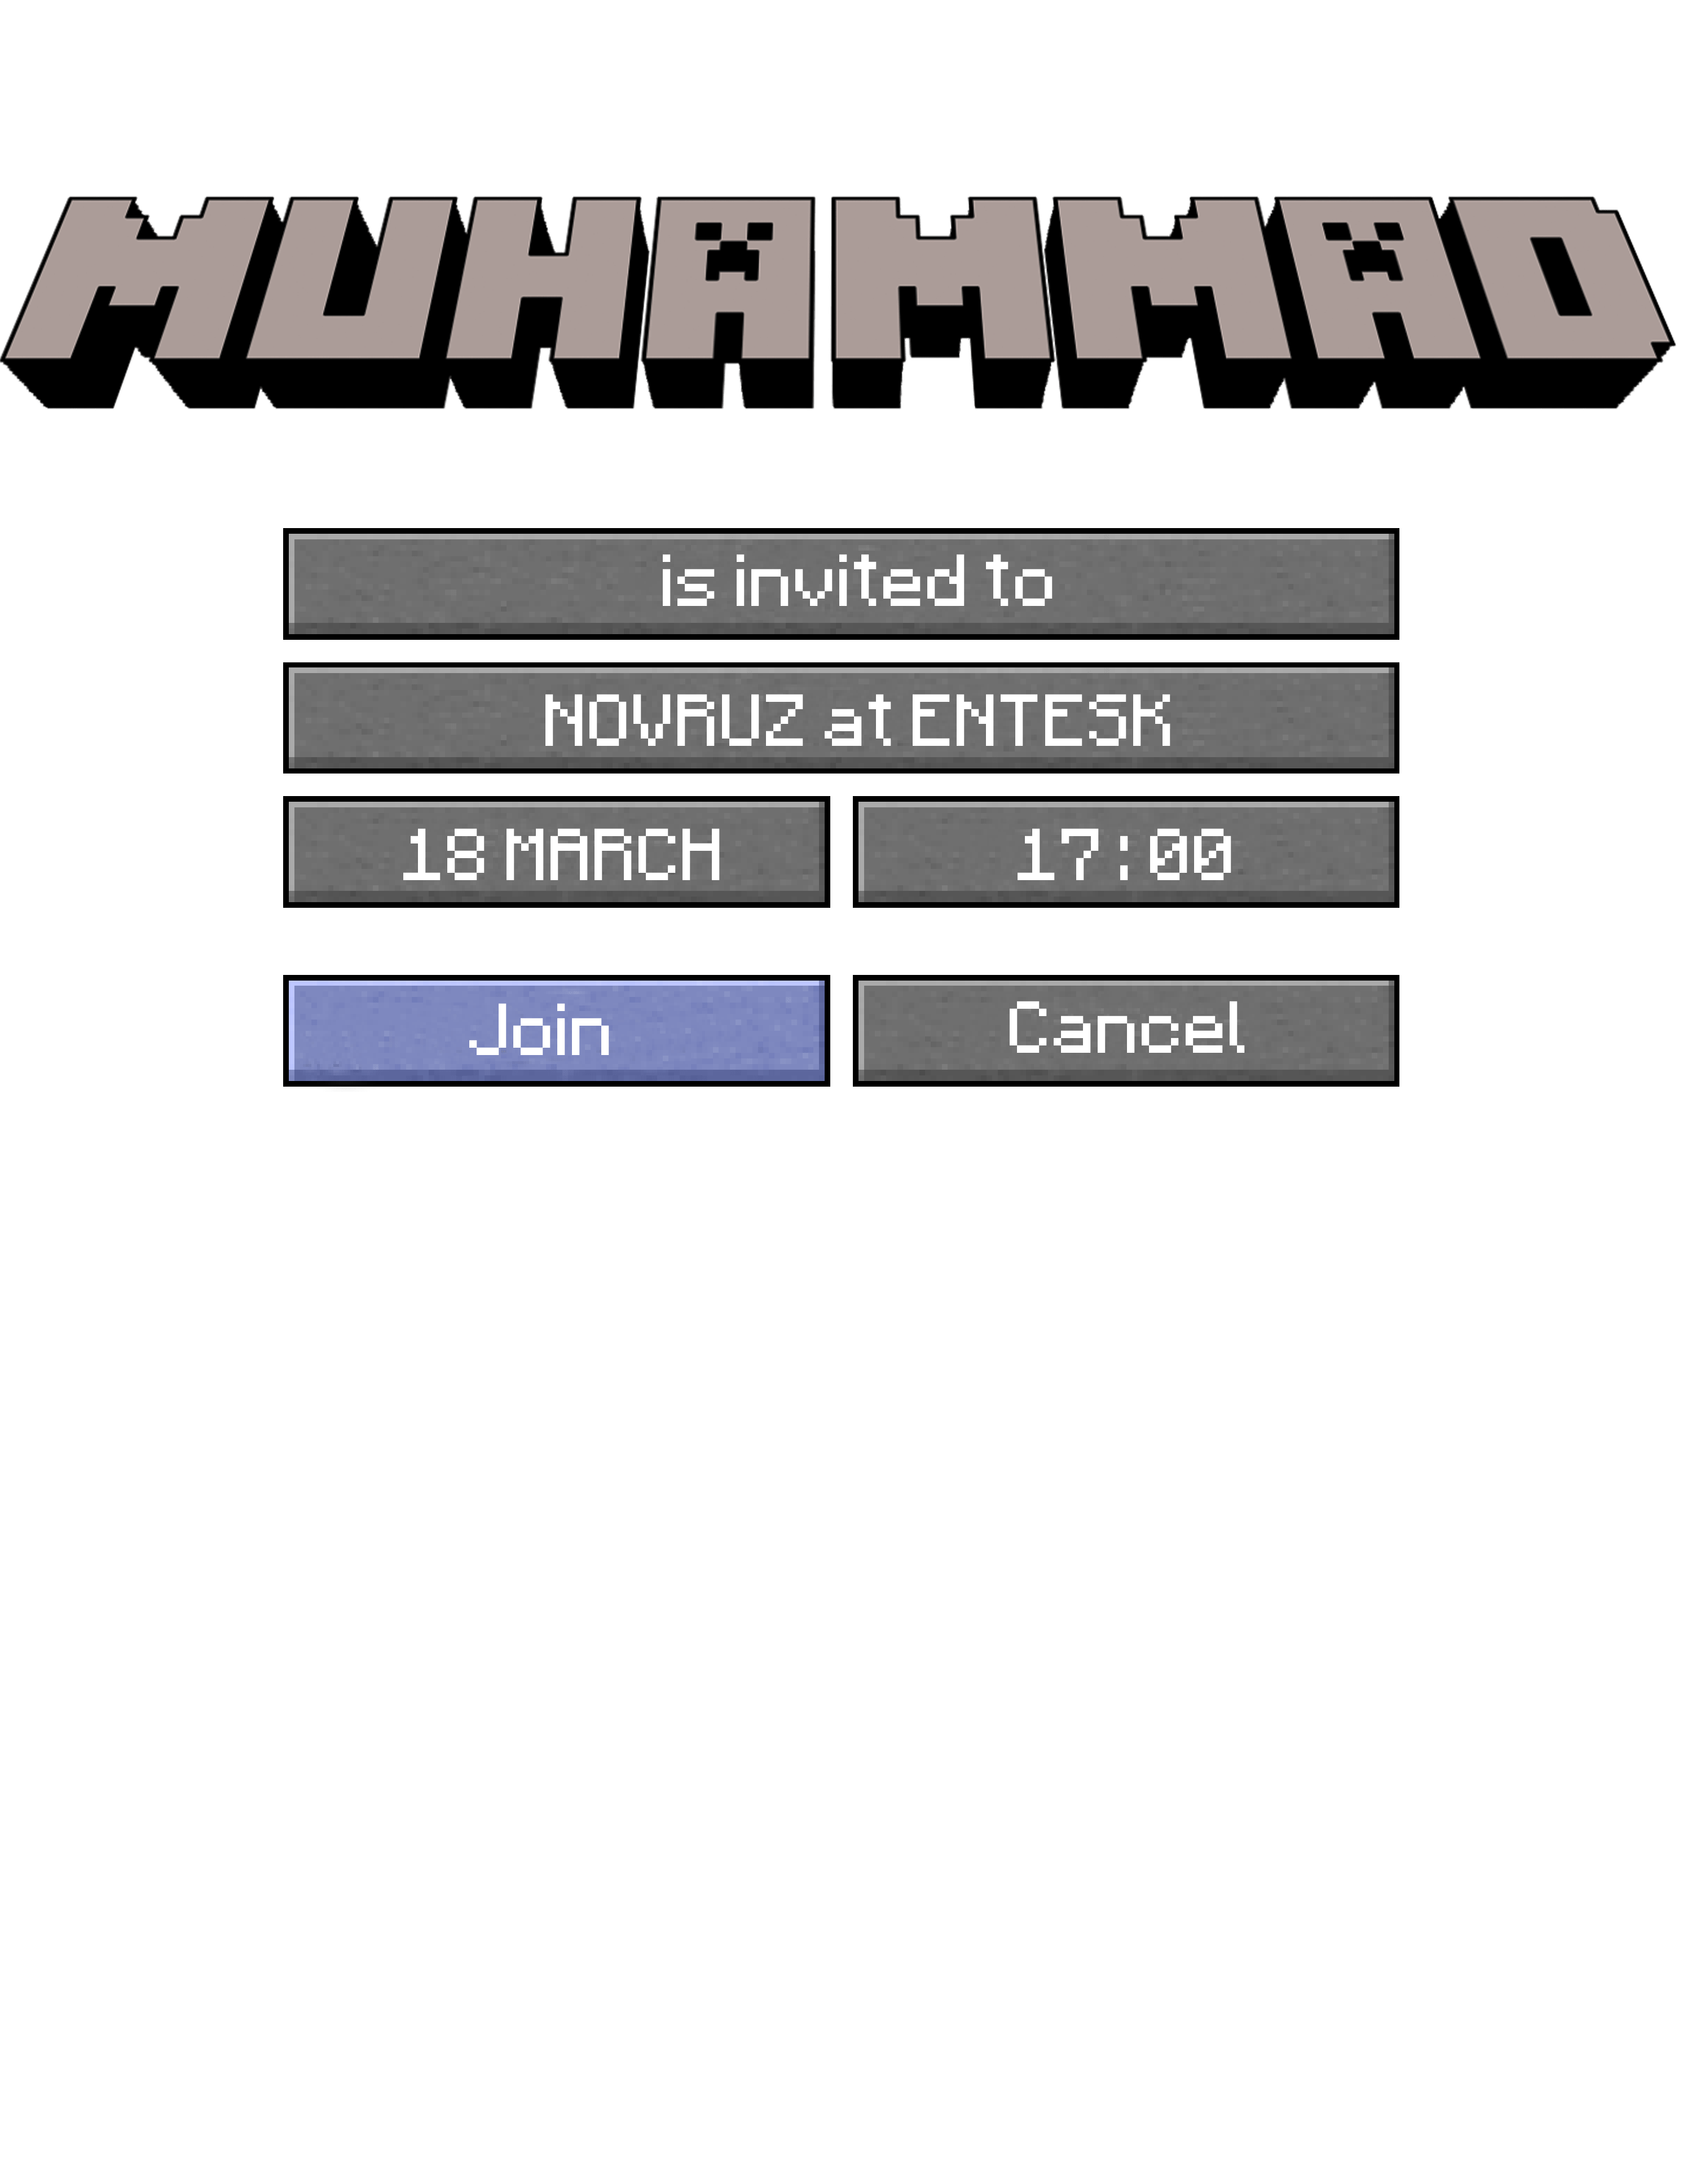 MUHAMMAD
is invited to
NOVRUZ at ENTESK
18 MARCH
17:00
Join
Cancel